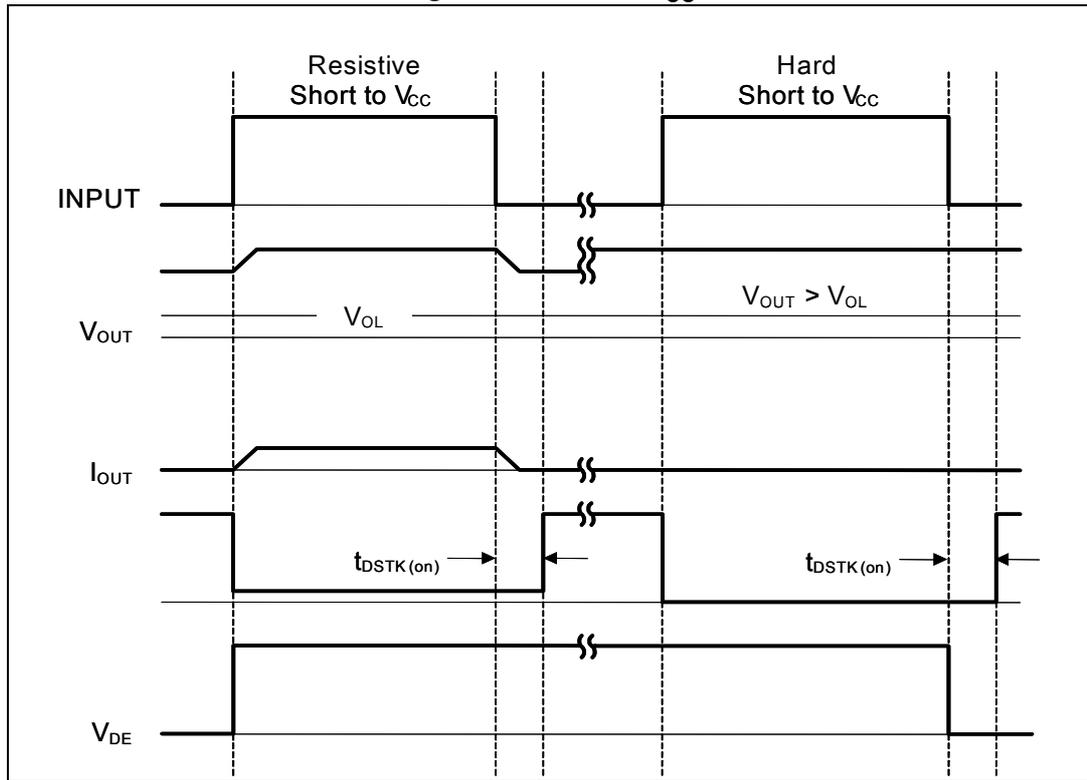 Resistive
Short to VCC
Hard
Short to VCC
INPUT
VOUT > VOL
VOL
VOUT
IOUT
tDSTK(on)
tDSTK(on)
VDE